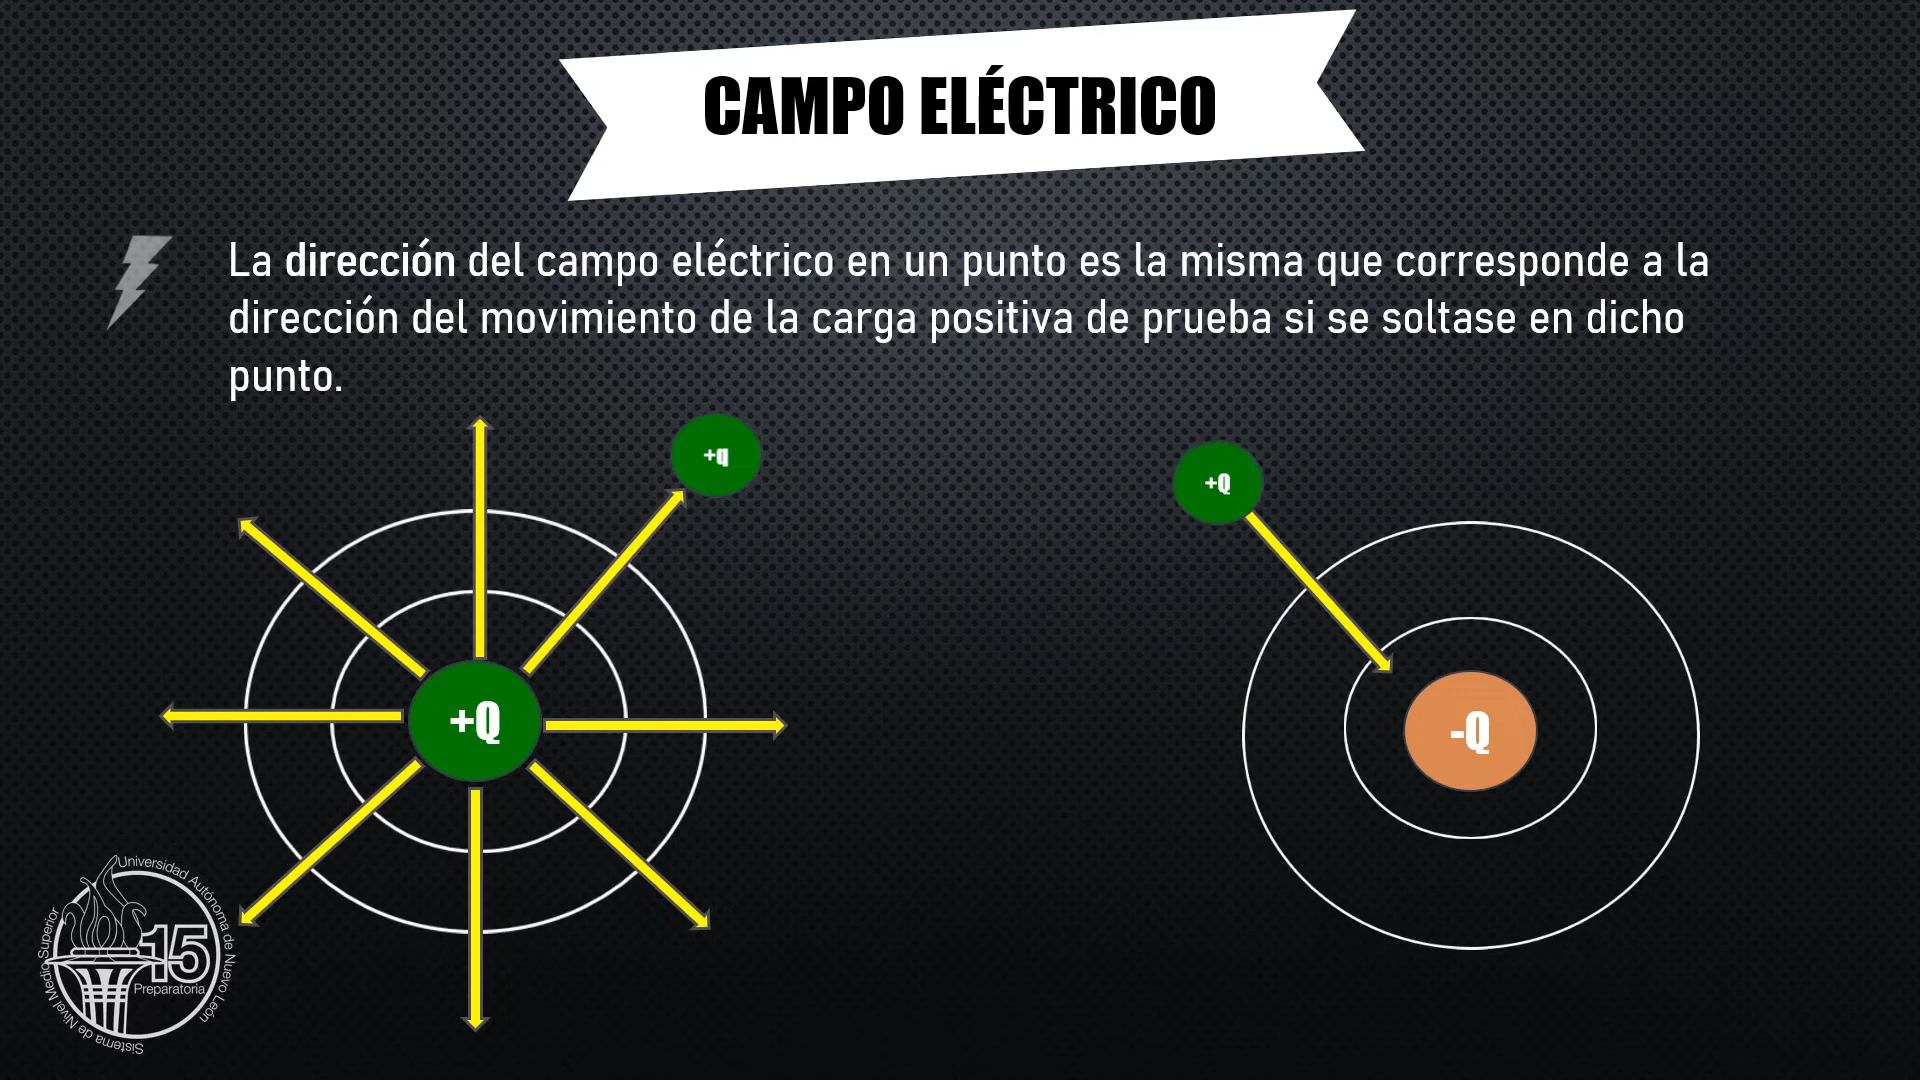 CAMPO ELÉCTRICO
La dirección del campo eléctrico en un punto es la misma que corresponde a la
dirección del movimiento de la carga positiva de prueba si se soltase en dicho
punto.
+q
+Q
+Q
-Q
Universidad Autónoma de Nuevo León
15
Preparatoria
Sistema de Nivel Medio Superior